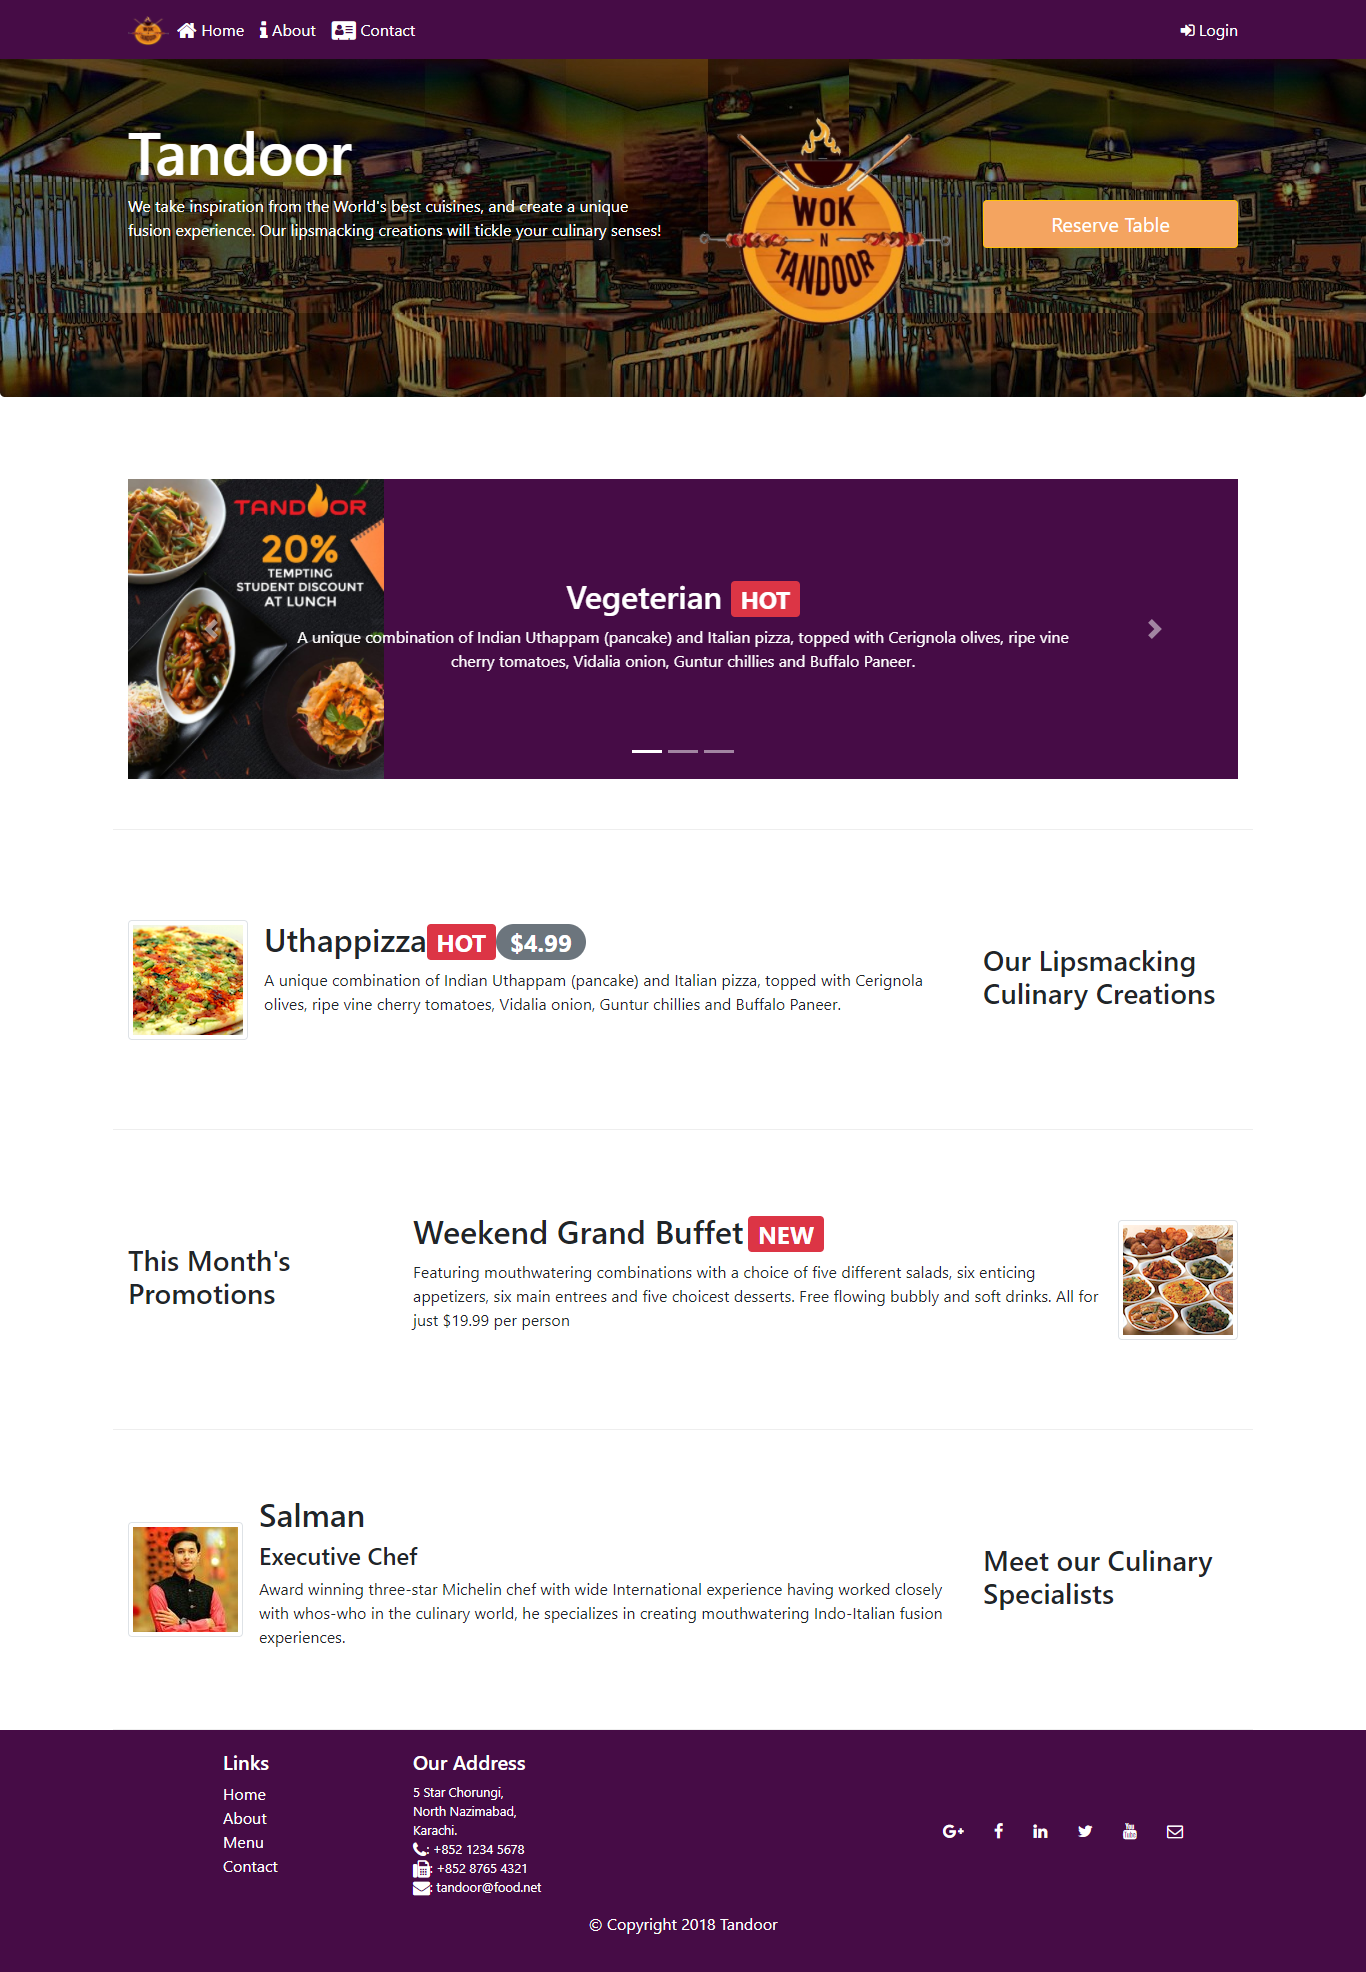 Home About Contact Login
Tandoor
We take inspiration from the World's best cuisines, and create a unique
fusion experience. Our lipsmacking creations will tickle your culinary senses!
WOK
N
TANDOOR
Reserve Table
TANDOOR
20%
TEMPTING
STUDENT DISCOUNT
AT LUNCH
Vegeterian HOT
A unique combination of Indian Uthappam (pancake) and Italian pizza, topped with Cerignola olives, ripe vine
cherry tomatoes, Vidalia onion, Guntur chillies and Buffalo Paneer.
Uthappizza HOT $4.99
A unique combination of Indian Uthappam (pancake) and Italian pizza, topped with Cerignola
olives, ripe vine cherry tomatoes, Vidalia onion, Guntur chillies and Buffalo Paneer.
Our Lipsmacking
Culinary Creations
This Month's
Promotions
Weekend Grand Buffet NEW
Featuring mouthwatering combinations with a choice of five different salads, six enticing
appetizers, six main entrees and five choicest desserts. Free flowing bubbly and soft drinks. All for
just $19.99 per person
Salman
Executive Chef
Award winning three-star Michelin chef with wide International experience having worked closely
with whos-who in the culinary world, he specializes in creating mouthwatering Indo-Italian fusion
experiences.
Meet our Culinary
Specialists
Links
Home
About
Menu
Contact
Our Address
5 Star Chorungi,
North Nazimabad,
Karachi.
: +852 1234 5678
: +852 8765 4321
: tandoor@food.net
© Copyright 2018 Tandoor